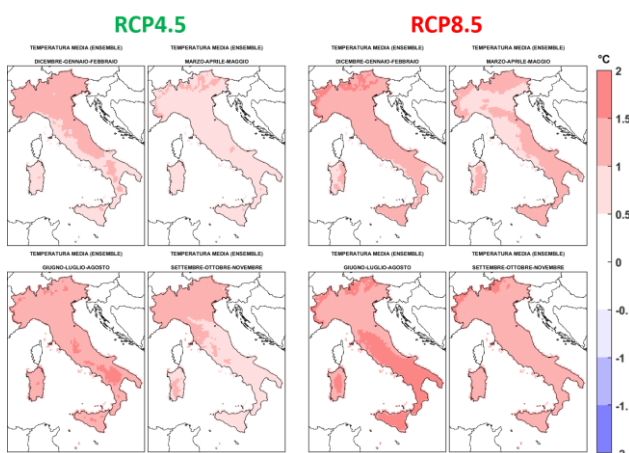 RCP4.5
RCP8.5
TEMPERATURA MEDIA (ENSEMBLE)
DICEMBRE-GENNAIO-FEBBRAIO
TEMPERATURA MEDIA (ENSEMBLE)
MARZO-APRILE-MAGGIO
TEMPERATURA MEDIA (ENSEMBLE)
DICEMBRE-GENNAIO-FEBBRAIO
TEMPERATURA MEDIA (ENSEMBLE)
MARZO-APRILE-MAGGIO
°C
2
1.5
1
0.5
0
-0.
-1
-1.
-2
TEMPERATURA MEDIA (ENSEMBLE)
GIUGNO-LUGLIO-AGOSTO
TEMPERATURA MEDIA (ENSEMBLE)
SETTEMBRE-OTTOBRE-NOVEMBRE
TEMPERATURA MEDIA (ENSEMBLE)
GIUGNO-LUGLIO-AGOSTO
TEMPERATURA MEDIA (ENSEMBLE)
SETTEMBRE-OTTOBRE-NOVEMBRE